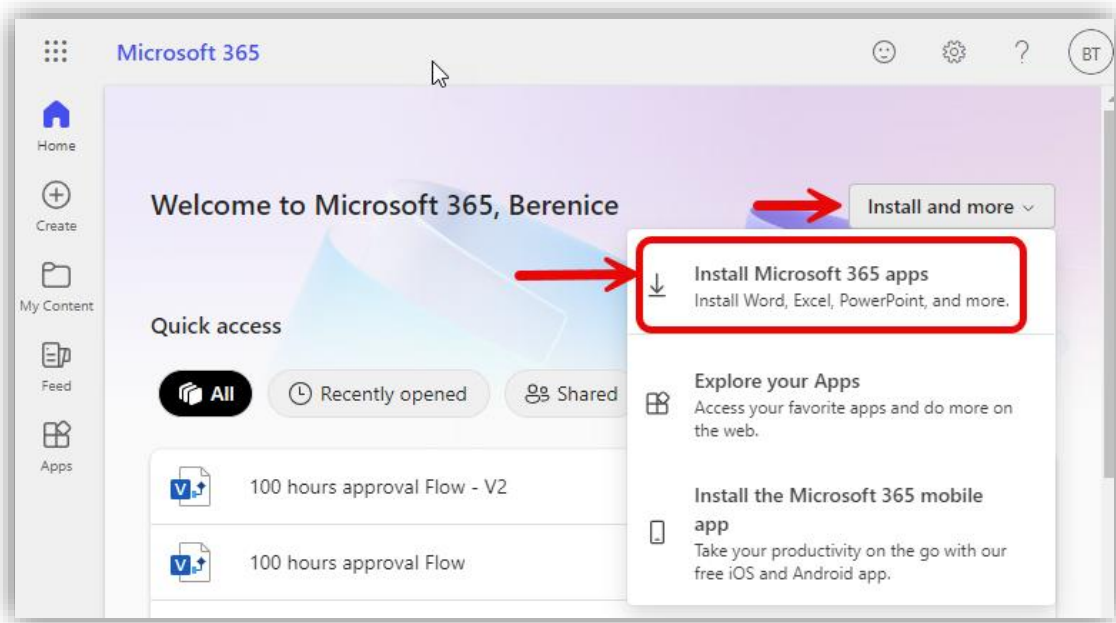 Microsoft 365
BT
Home
Create
My Content
Feed
Apps
Welcome to Microsoft 365, Berenice
Install and more
Install Microsoft 365 apps
Install Word, Excel, PowerPoint, and more.
Explore your Apps
Access your favorite apps and do more on
the web.
Install the Microsoft 365 mobile
app
Take your productivity on the go with our
free iOS and Android app.
Quick access
All
Recently opened
Shared
100 hours approval Flow - V2
100 hours approval Flow